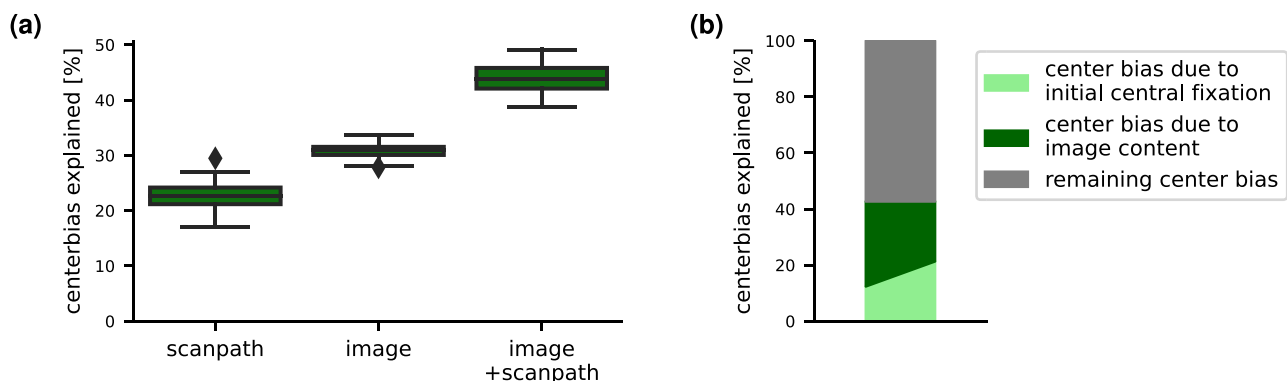 (a)
centerbias explained [%]
50
40
30
20
10
0
scanpath
image
image
+scanpath
(b)
centerbias explained [%]
100
80
60
40
20
0
center bias due to
initial central fixation
center bias due to
image content
remaining center bias